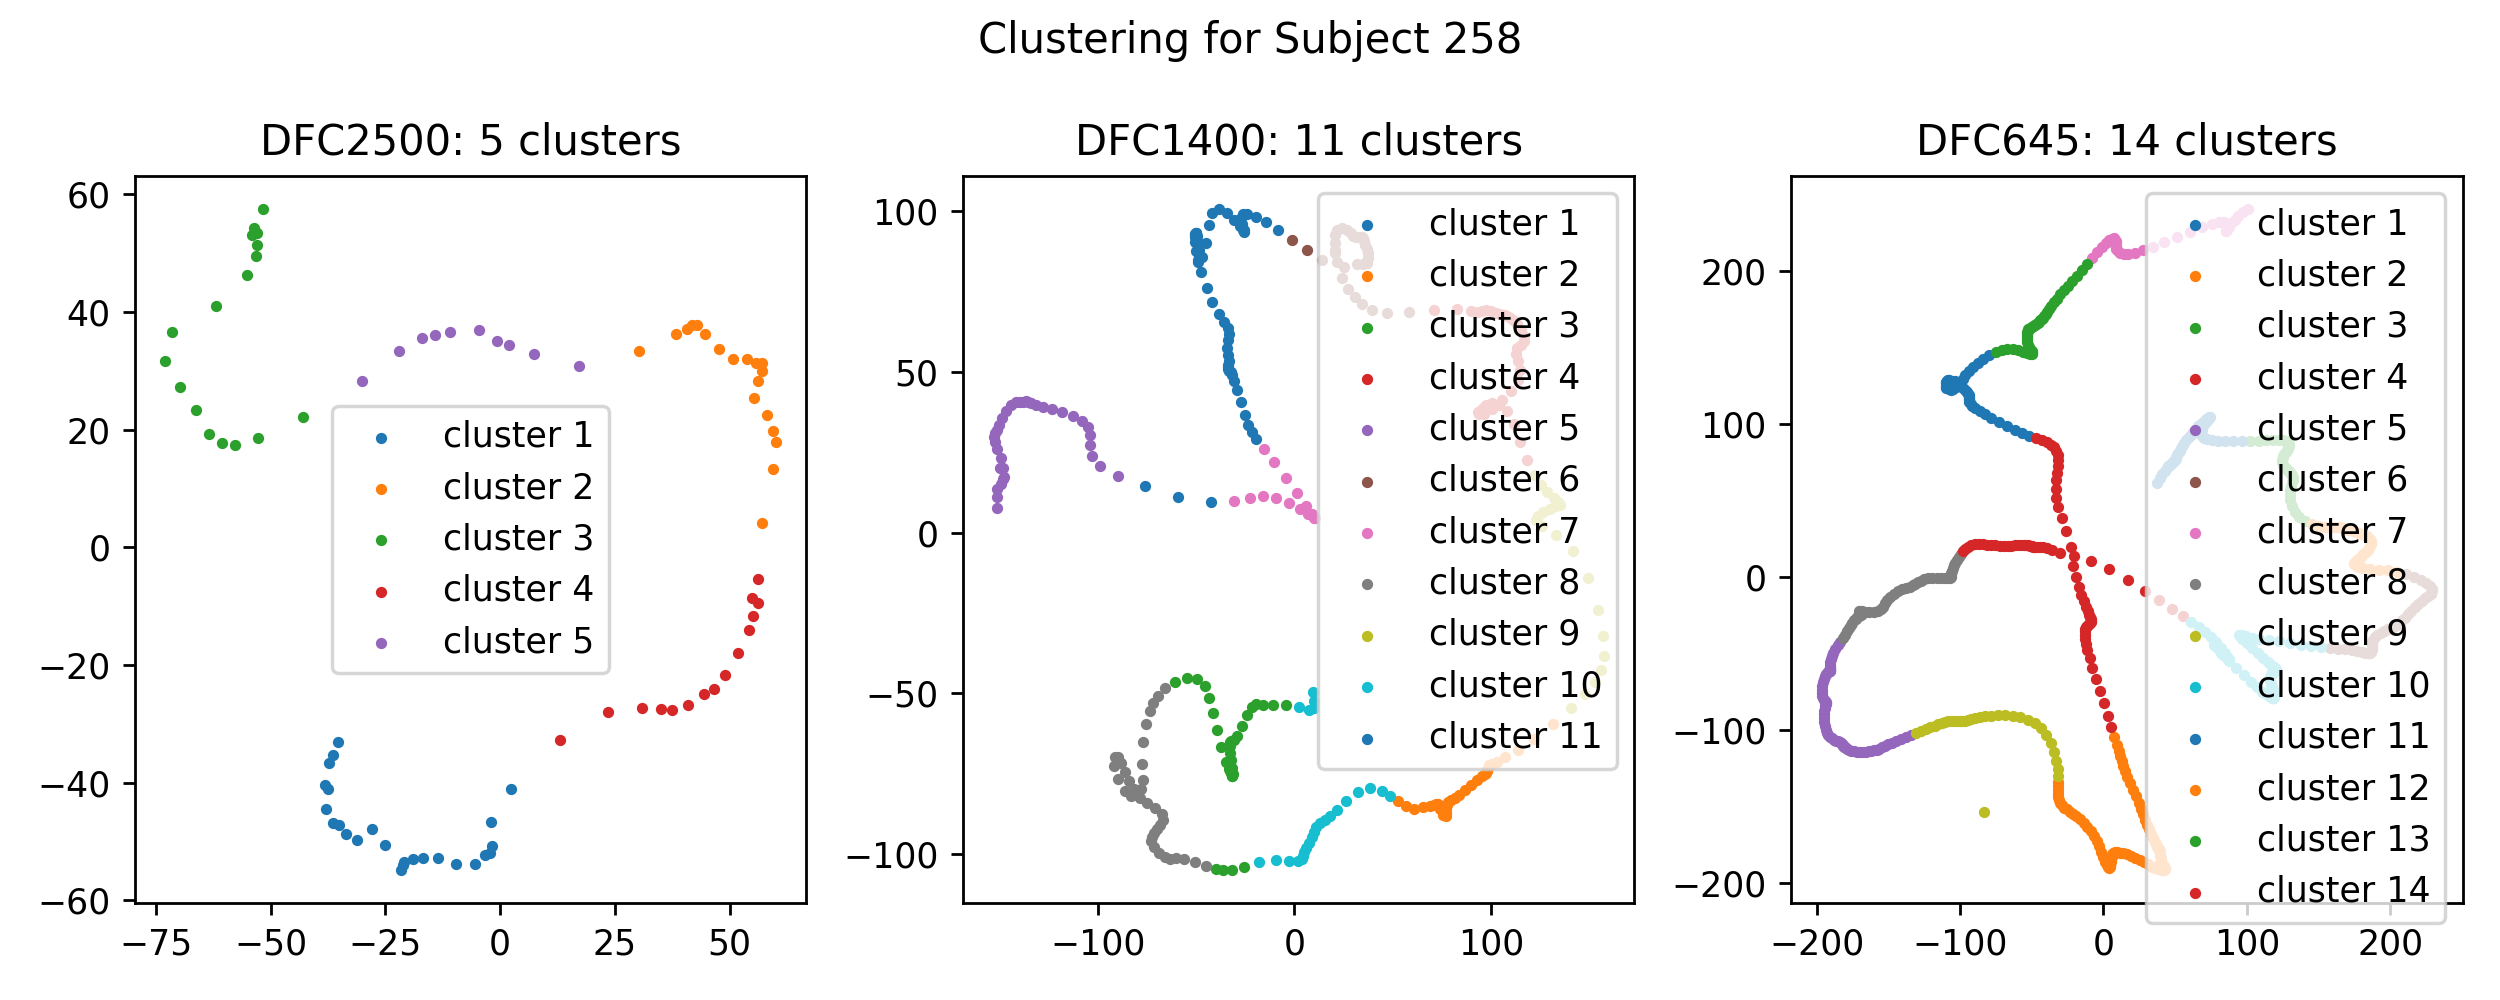 Clustering for Subject 258
DFC2500: 5 clusters
60
40
20
0
−20
−40
−60
−75 −50 −25 0 25 50
cluster 1
cluster 2
cluster 3
cluster 4
cluster 5
DFC1400: 11 clusters
100
50
0
−50
−100
−100 0 100
cluster 1
cluster 2
cluster 3
cluster 4
cluster 5
cluster 6
cluster 7
cluster 8
cluster 9
cluster 10
cluster 11
DFC645: 14 clusters
200
100
0
−100
−200
−200 −100 0 100 200
cluster 1
cluster 2
cluster 3
cluster 4
cluster 5
cluster 6
cluster 7
cluster 8
cluster 9
cluster 10
cluster 11
cluster 12
cluster 13
cluster 14